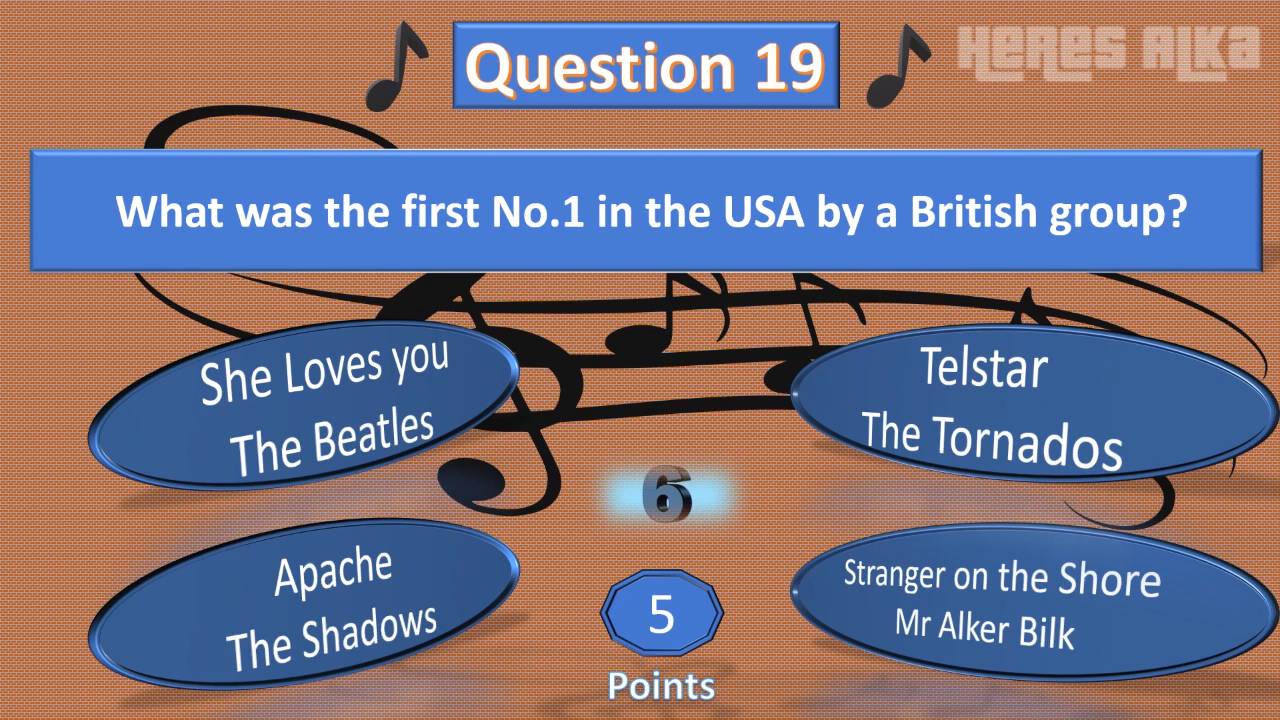 Question 19
HERES ALKA
What was the first No.1 in the USA by a British group?
She Loves you
The Beatles
Telstar
The Tornados
6
Apache
The Shadows
Stranger on the Shore
Mr Alker Bilk
5
Points